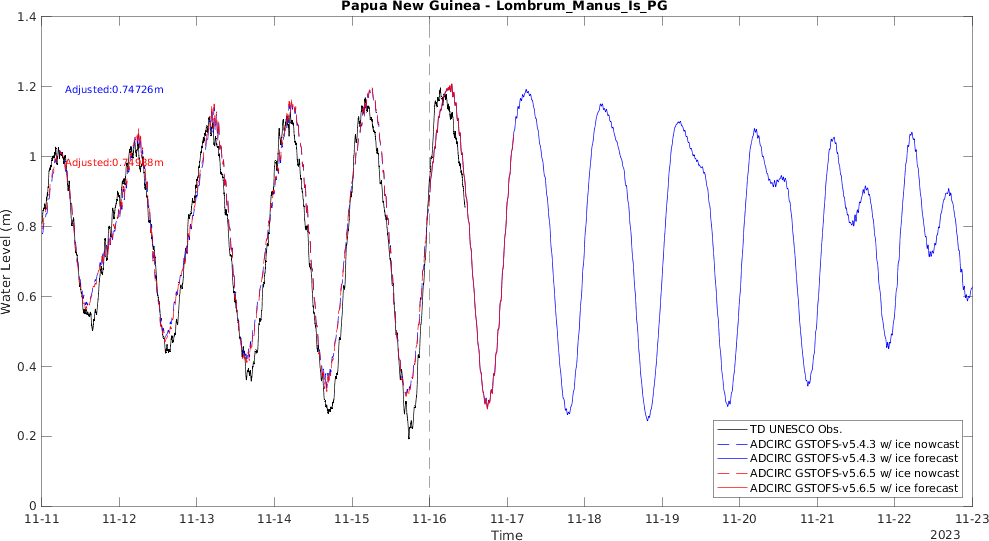 Papua New Guinea - Lombrum_Manus_Is_PG
1.4
1.2
1
0.8
0.6
0.4
0.2
0
Water Level (m)
Adjusted:0.74726m
Adjusted:0.74988m
TD UNESCO Obs.
ADCIRC GSTOFS-v5.4.3 w/ ice nowcast
ADCIRC GSTOFS-v5.4.3 w/ ice forecast
ADCIRC GSTOFS-v5.6.5 w/ ice nowcast
ADCIRC GSTOFS-v5.6.5 w/ ice forecast
11-11 11-12 11-13 11-14 11-15 11-16 11-17 11-18 11-19 11-20 11-21 11-22 11-23
Time
2023